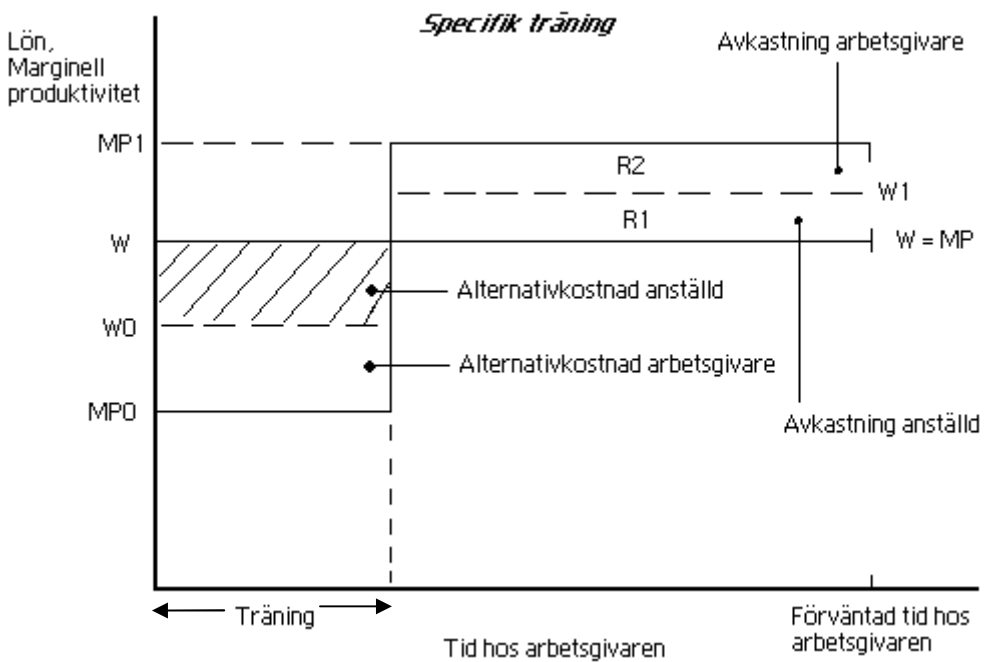 Specifik träning
Lön,
Marginell
produktivitet
Avkastning arbetsgivare
MP1
R2
W1
R1
W
W = MP
Alternativkostnad anställd
W0
Alternativkostnad arbetsgivare
MP0
Avkastning anställd
Träning
Tid hos arbetsgivaren
Förväntad tid hos
arbetsgivaren